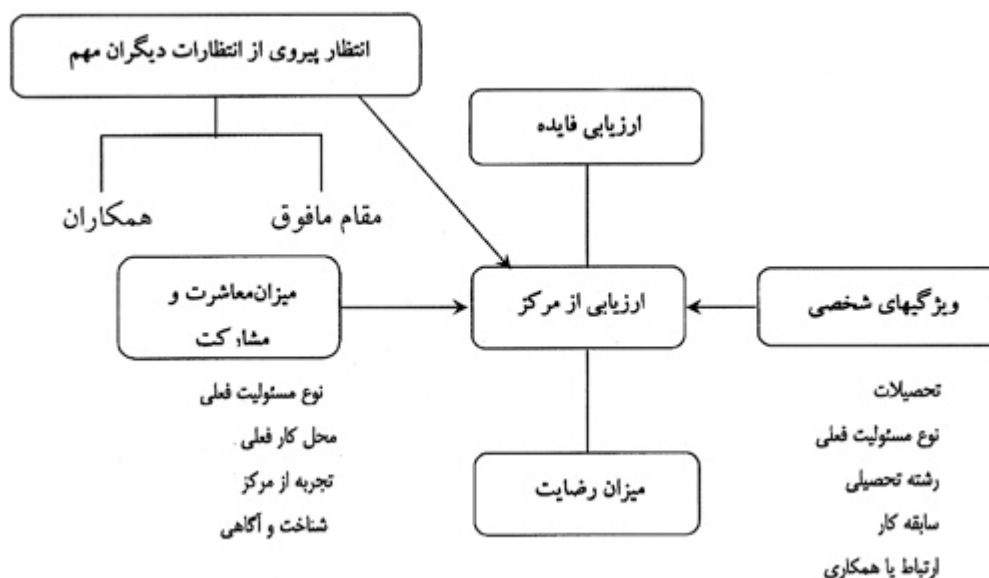 انتظار پیروی از انتظارات دیگران مهم
ارزیابی فایده
مقام مافوق
همکاران
میزان‌معاشرت و
مشارکت
ارزیابی از مرکز
ویژگیهای شخصی
نوع مسئولیت فعلی
محل کار فعلی
تجربه از مرکز
شناخت و آگاهی
میزان رضایت
تحصیلات
نوع مسئولیت فعلی
رشته تحصیلی
سابقه کار
ارتباط یا همکاری